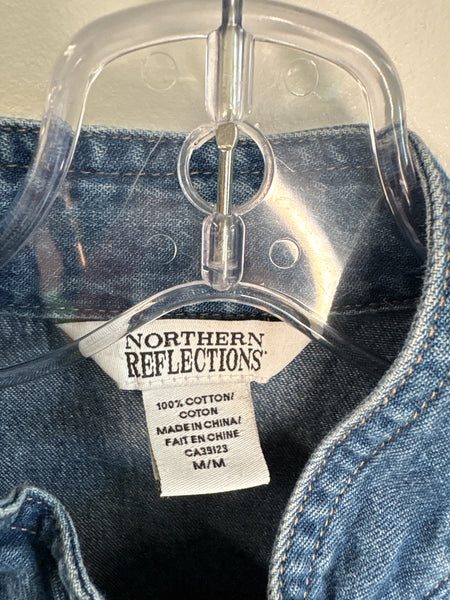 NORTHERN
REFLECTIONS
100% COTTON/
COTON
MADE IN CHINA/
FAIT EN CHINE
CA39123
M/M